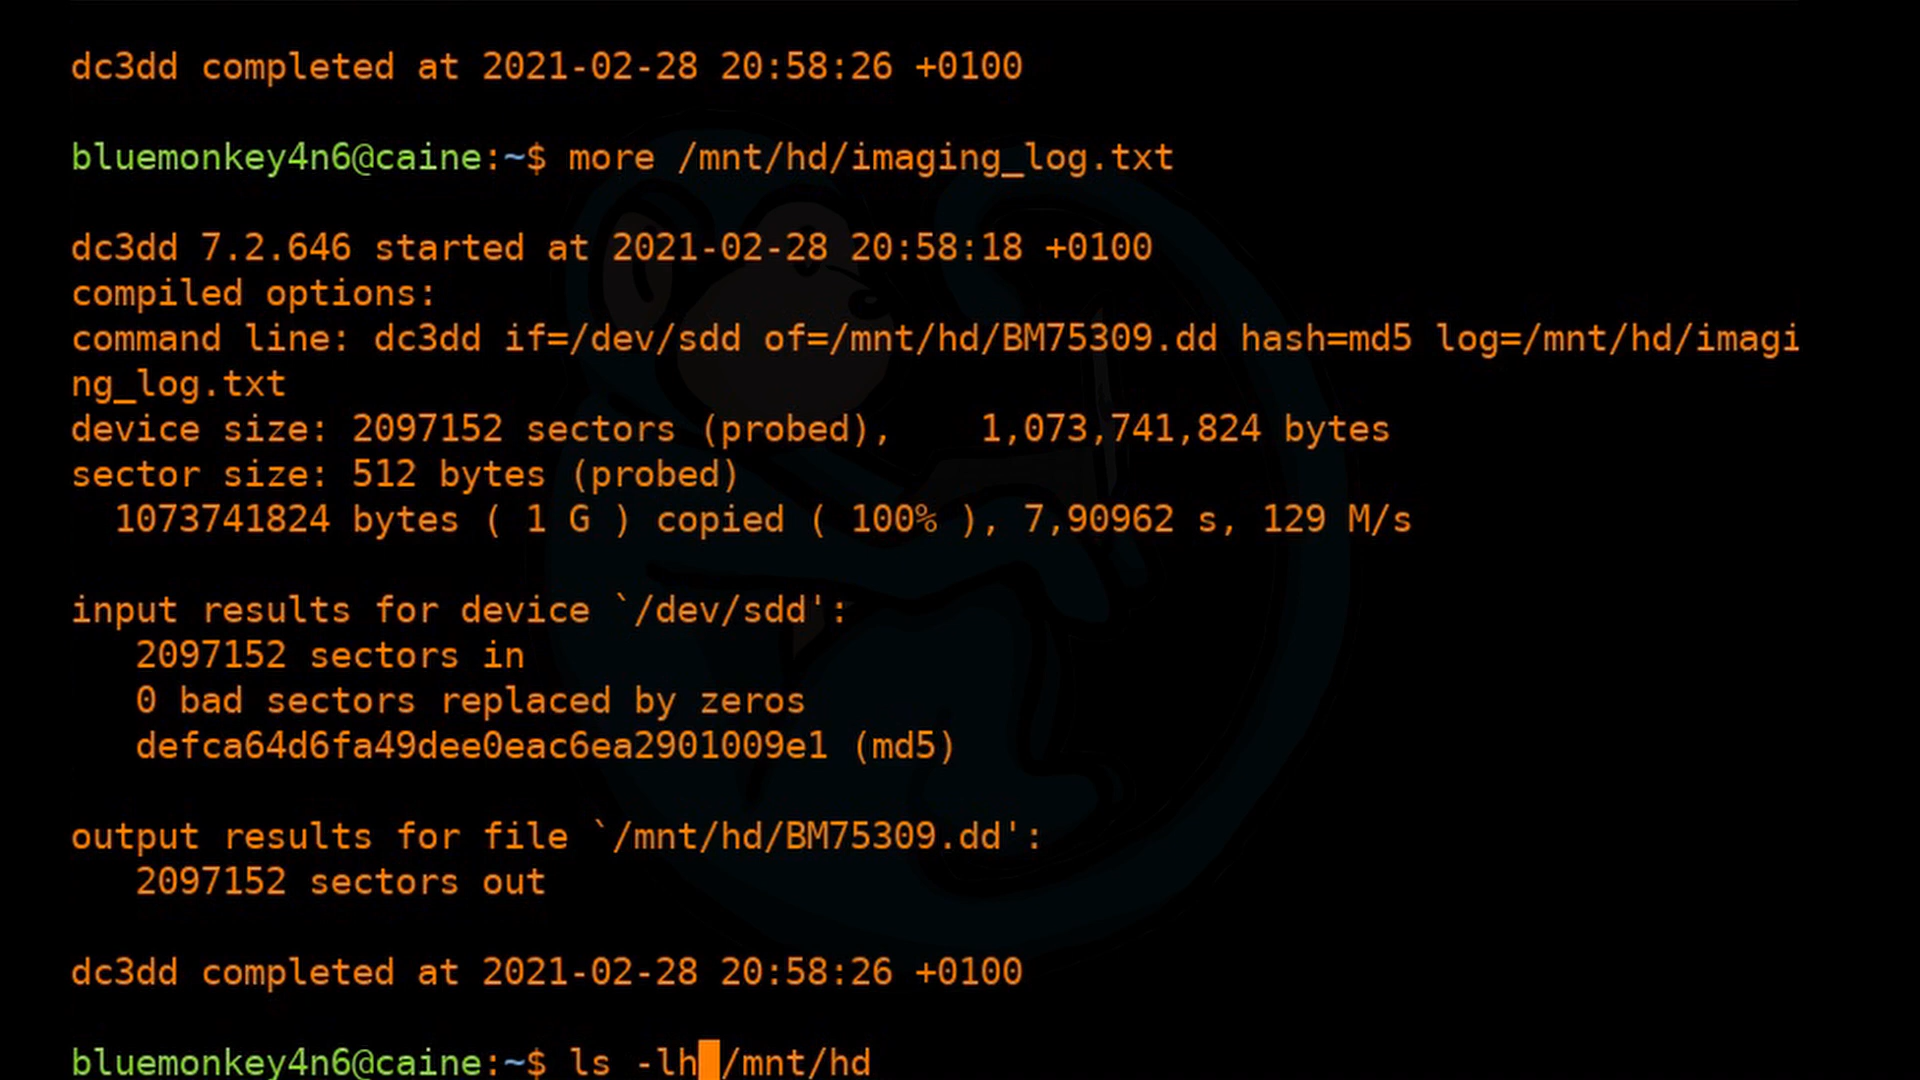 dc3dd completed at 2021-02-28 20:58:26 +0100
bluemonkey4n6@caine:~$ more /mnt/hd/imaging_log.txt
dc3dd 7.2.646 started at 2021-02-28 20:58:18 +0100
compiled options:
command line: dc3dd if=/dev/sdd of=/mnt/hd/BM75309.dd hash=md5 log=/mnt/hd/imagi
ng_log.txt
device size: 2097152 sectors (probed),    1,073,741,824 bytes
sector size: 512 bytes (probed)
  1073741824 bytes ( 1 G ) copied ( 100% ), 7,90962 s, 129 M/s
input results for device `/dev/sdd':
   2097152 sectors in
   0 bad sectors replaced by zeros
   defca64d6fa49dee0eac6ea2901009e1 (md5)
output results for file `/mnt/hd/BM75309.dd':
   2097152 sectors out
dc3dd completed at 2021-02-28 20:58:26 +0100
bluemonkey4n6@caine:~$ ls -lh /mnt/hd